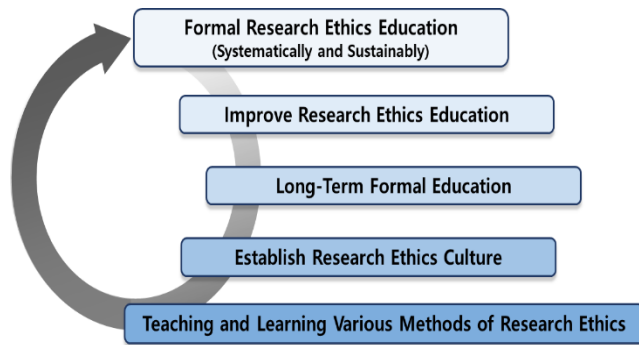 Formal Research Ethics Education
(Systematically and Sustainably)
Improve Research Ethics Education
Long-Term Formal Education
Establish Research Ethics Culture
Teaching and Learning Various Methods of Research Ethics